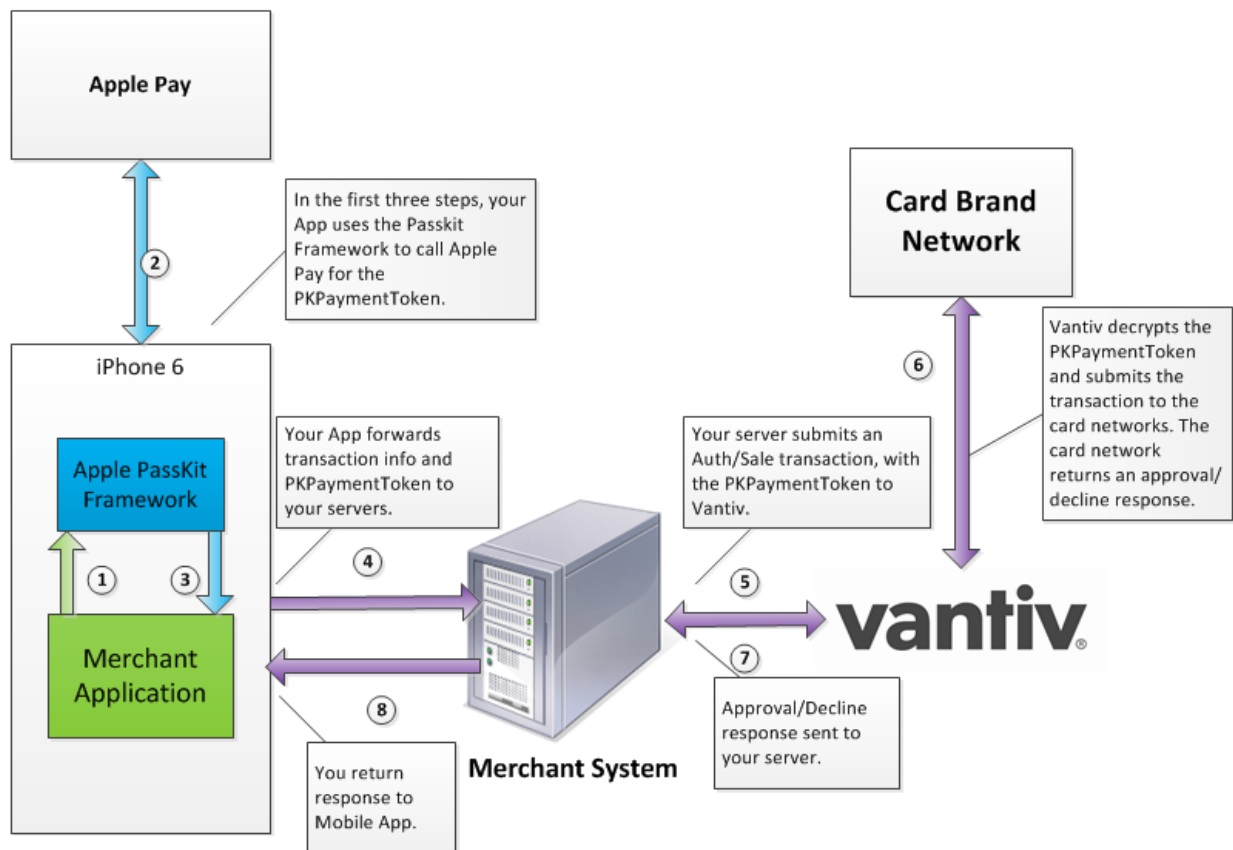 Apple Pay
2
In the first three steps, your
App uses the Passkit
Framework to call Apple
Pay for the
PKPaymentToken.
Card Brand
Network
iPhone 6
Apple PassKit
Framework
1
3
Merchant
Application
Your App forwards
transaction info and
PKPaymentToken to
your servers.
4
Your server submits an
Auth/Sale transaction, with
the PKPaymentToken to
Vantiv.
5
6
Vantiv decrypts the
PKPaymentToken
and submits the
transaction to the
card networks. The
card network
returns an approval/
decline response.
vantiv®
7
Approval/Decline
response sent to
your server.
8
You return
response to
Mobile App.
Merchant System